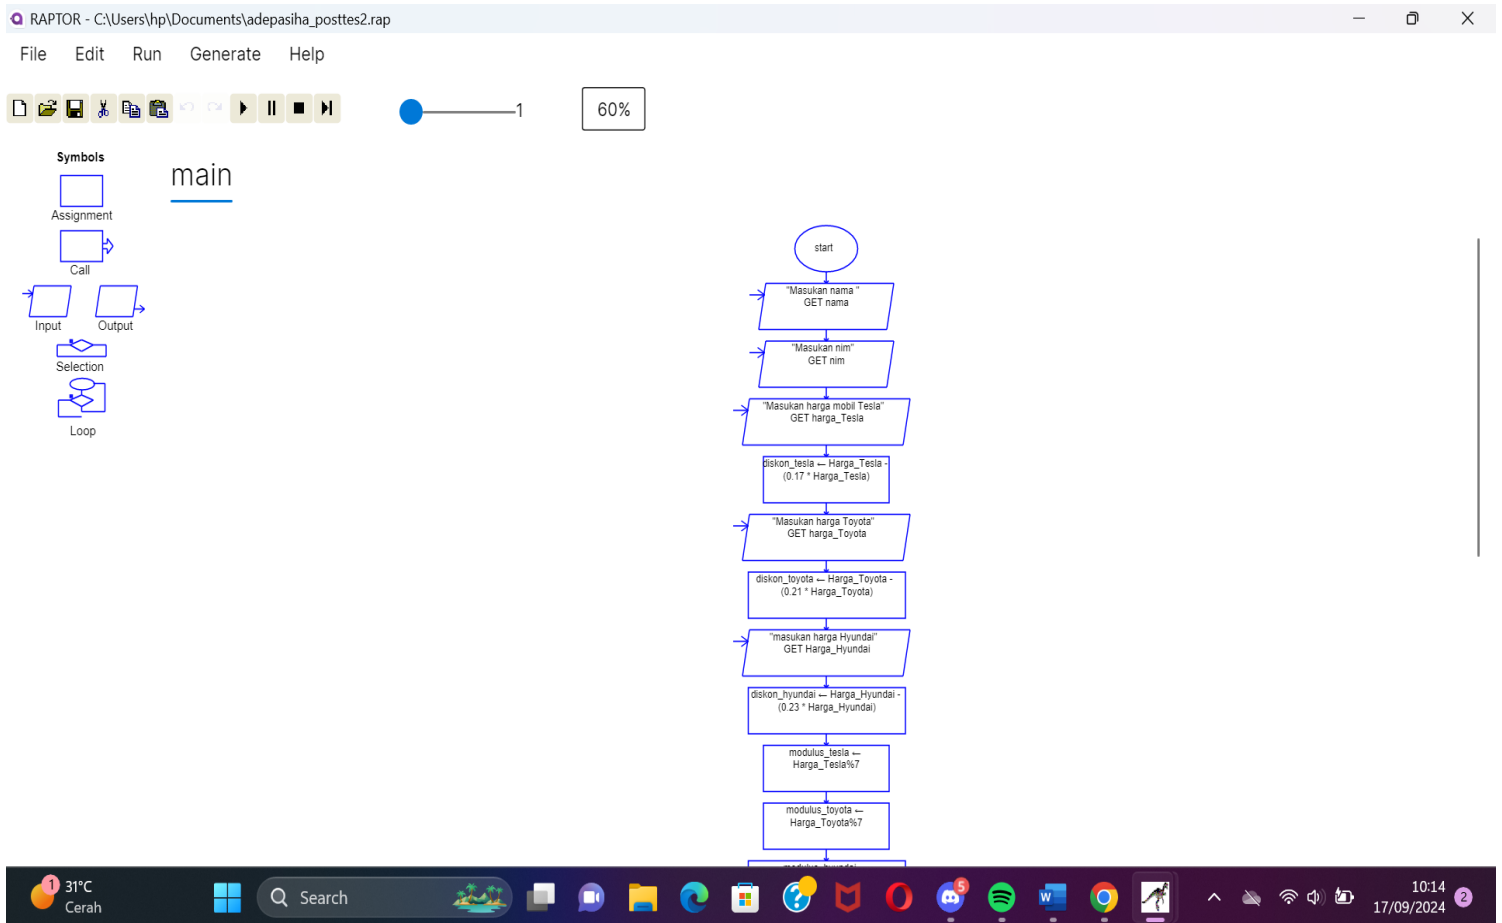 RAPTOR - C:\Users\hp\Documents\adepasiha_posttes2.rap
File Edit Run Generate Help
1
60%
Symbols
main
Assignment
Call
Input Output
Selection
Loop
start
"Masukan nama "
GET nama
"Masukan nim"
GET nim
"Masukan harga mobil Tesla"
GET harga_Tesla
diskon_tesla ← Harga_Tesla -
(0.17 * Harga_Tesla)
"Masukan harga Toyota"
GET harga_Toyota
diskon_toyota ← Harga_Toyota -
(0.21 * Harga_Toyota)
"masukan harga Hyundai"
GET Harga_Hyundai
diskon_hyundai ← Harga_Hyundai -
(0.23 * Harga_Hyundai)
modulus_tesla ←
Harga_Tesla%7
modulus_toyota ←
Harga_Toyota%7
1
31°C
Cerah
Search
5
10:14
17/09/2024
2